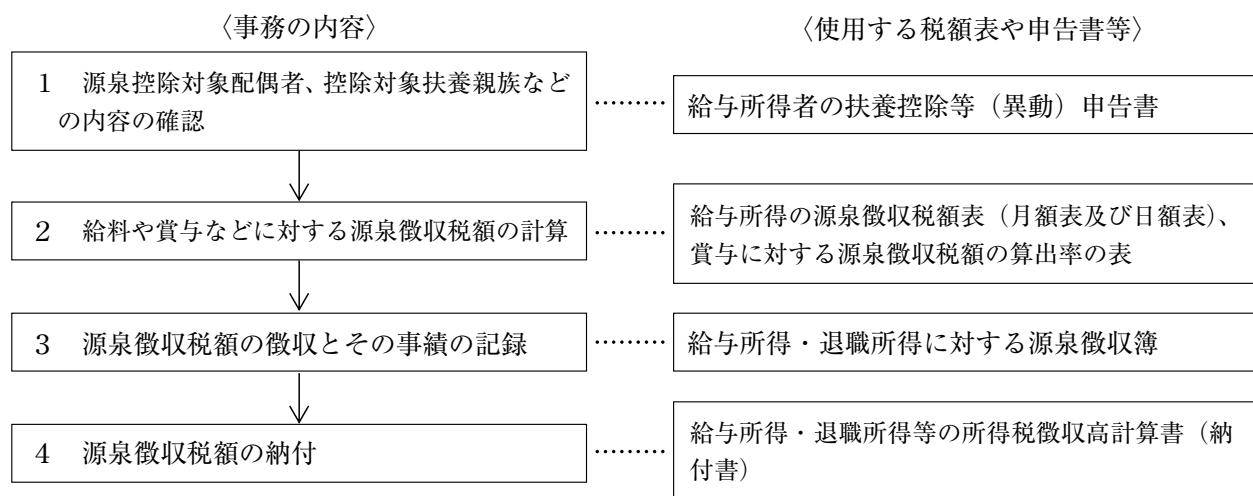 〈事務の内容〉
〈使用する税額表や申告書等〉
1 源泉控除対象配偶者、控除対象扶養親族など
の内容の確認
………
給与所得者の扶養控除等（異動）申告書
2 給料や賞与などに対する源泉徴収税額の計算
………
給与所得の源泉徴収税額表（月額表及び日額表）、
賞与に対する源泉徴収税額の算出率の表
3 源泉徴収税額の徴収とその事績の記録
………
給与所得・退職所得に対する源泉徴収簿
4 源泉徴収税額の納付
………
給与所得・退職所得等の所得税徴収高計算書（納
付書）